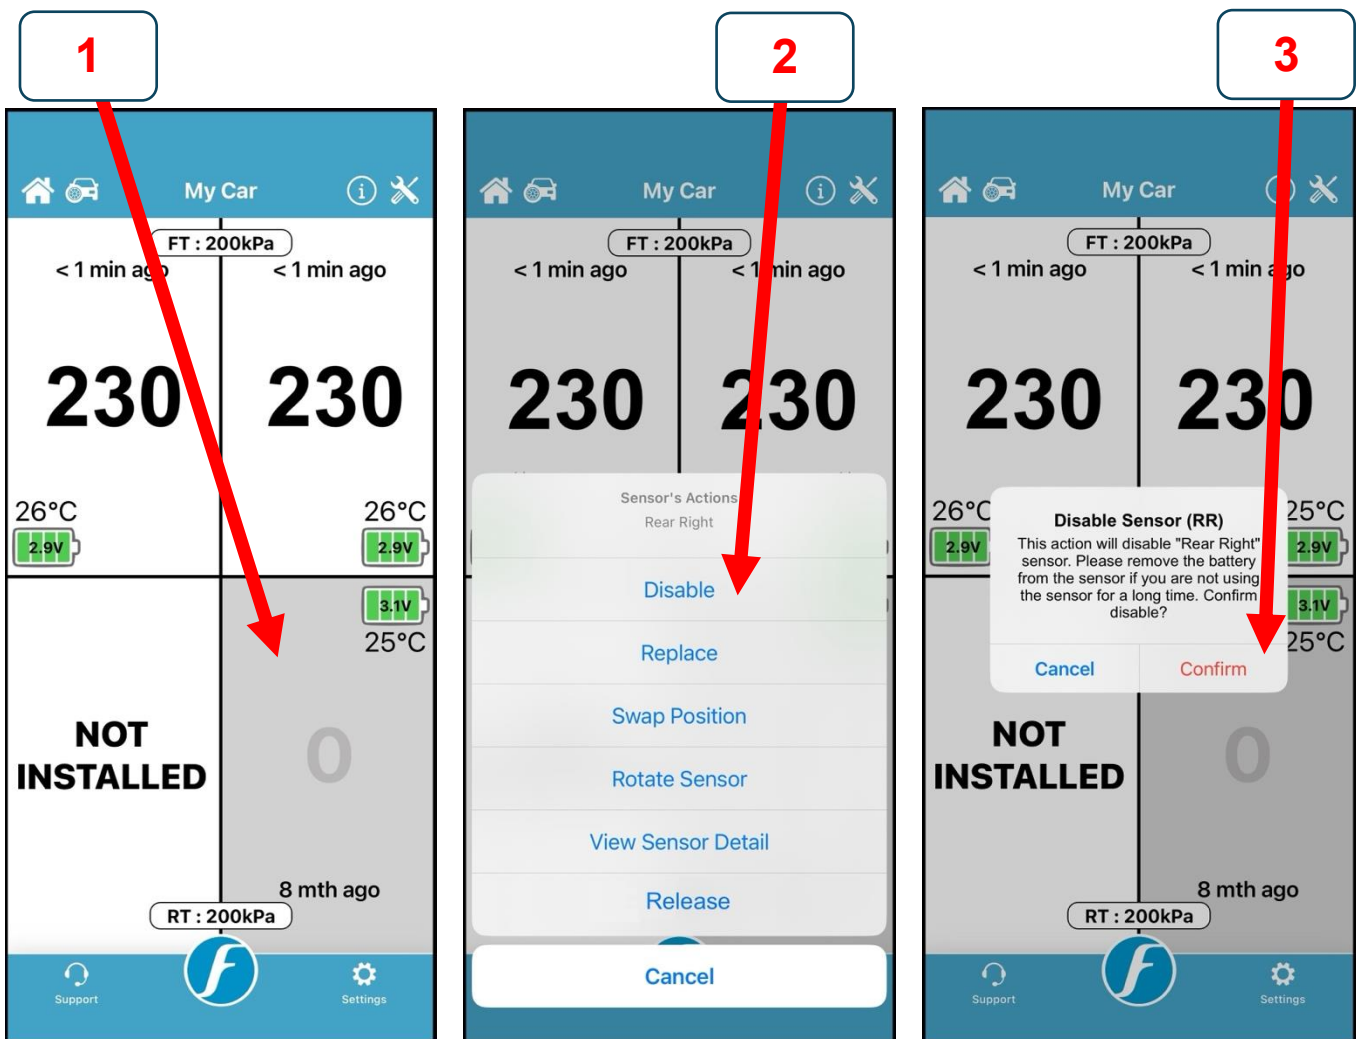 1
2
3
My Car
FT : 200kPa
< 1 min ago
< 1 min ago
230
230
26°C
26°C
2.9V
2.9V
3.1V
25°C
NOT
INSTALLED
0
8 mth ago
RT : 200kPa
Support
Settings
My Car
FT : 200kPa
< 1 min ago
< 1 min ago
230
230
Sensor's Actions
Rear Right
Disable
Replace
Swap Position
Rotate Sensor
View Sensor Detail
Release
Cancel
My Car
FT : 200kPa
< 1 min ago
< 1 min ago
230
230
26°C
25°C
2.9V
2.9V
Disable Sensor (RR)
This action will disable "Rear Right"
sensor. Please remove the battery
from the sensor if you are not using
the sensor for a long time. Confirm
disable?
Cancel
Confirm
3.1V
25°C
NOT
INSTALLED
0
8 mth ago
RT : 200kPa
Support
Settings